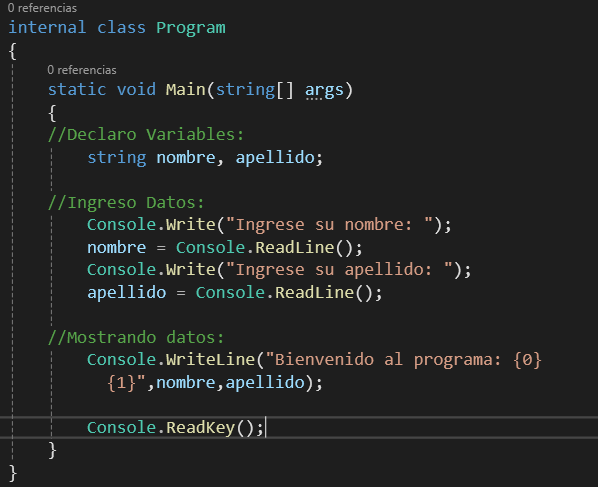 0 referencias
internal class Program
{
0 referencias
static void Main(string[] args)
{
//Declaro Variables:
string nombre, apellido;
//Ingreso Datos:
Console.Write("Ingrese su nombre: ");
nombre = Console.ReadLine();
Console.Write("Ingrese su apellido: ");
apellido = Console.ReadLine();
//Mostrando datos:
Console.WriteLine("Bienvenido al programa: {0}
{1}",nombre,apellido);
Console.ReadKey();
}
}